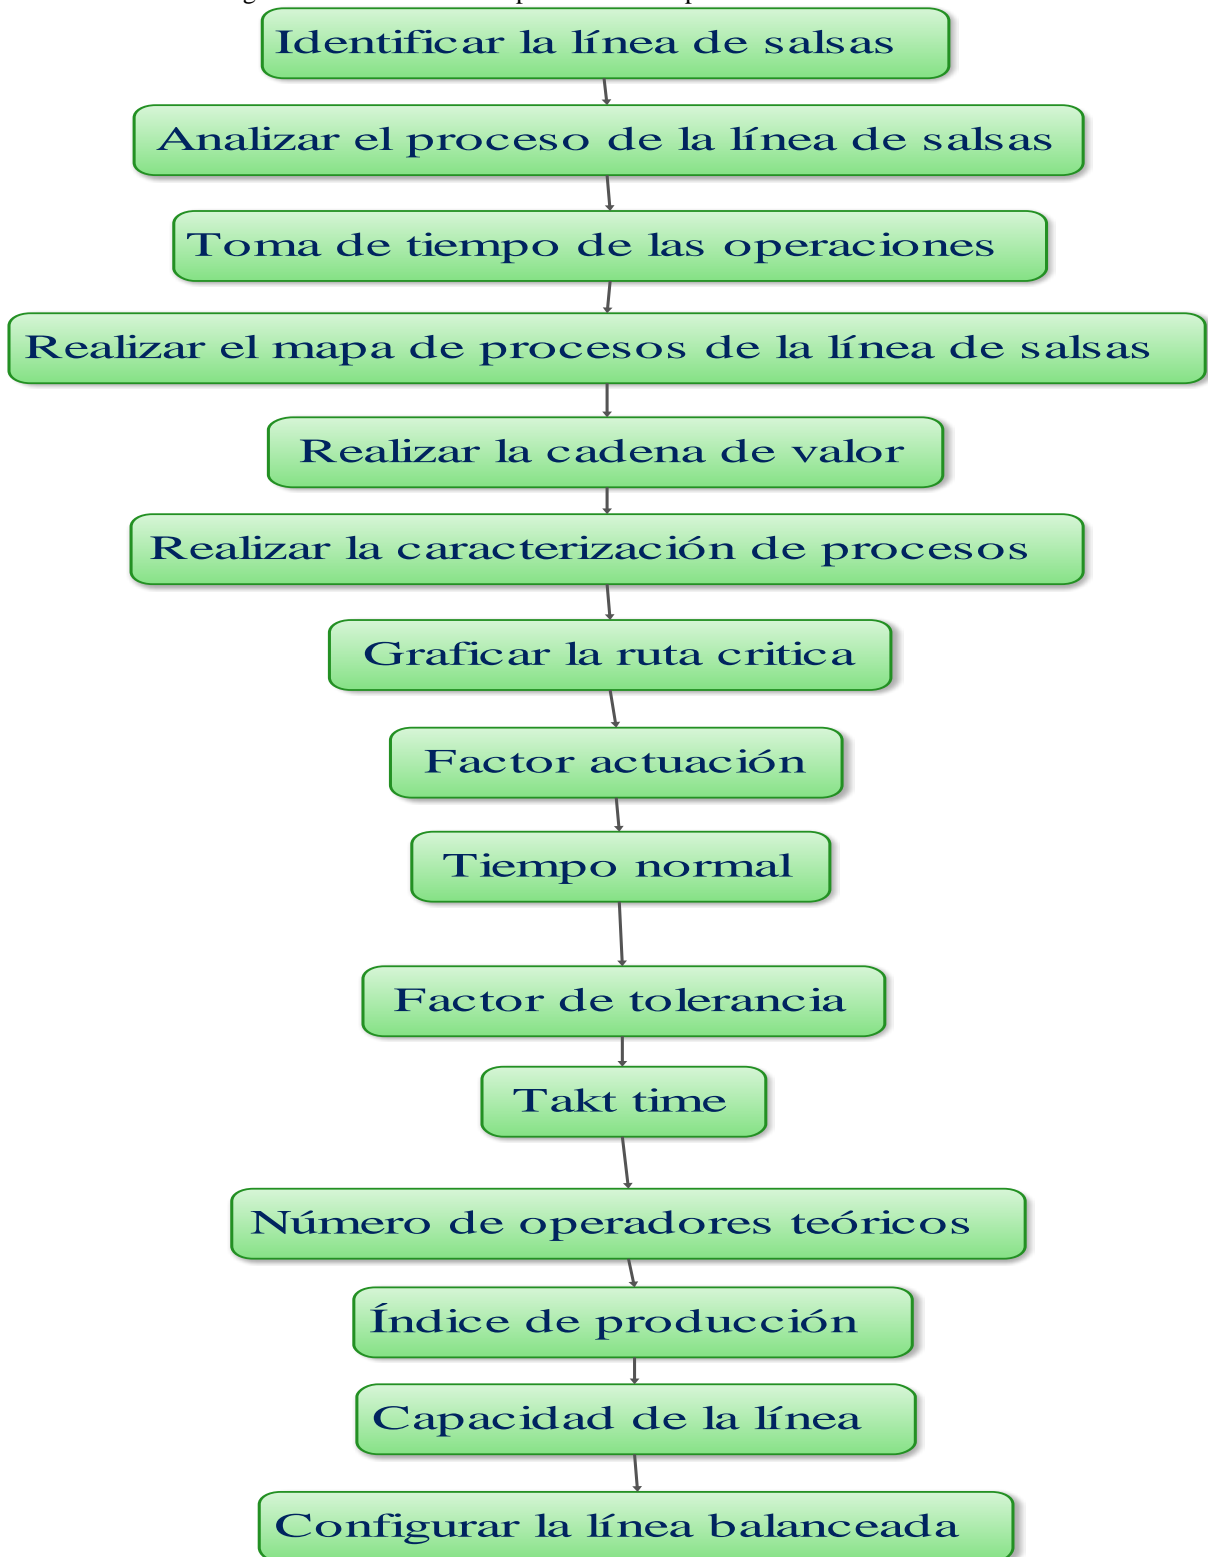 Identificar la línea de salsas
Analizar el proceso de la línea de salsas
Toma de tiempo de las operaciones
Realizar el mapa de procesos de la línea de salsas
Realizar la cadena de valor
Realizar la caracterización de procesos
Graficar la ruta critica
Factor actuación
Tiempo normal
Factor de tolerancia
Takt time
Número de operadores teóricos
Índice de producción
Capacidad de la línea
Configurar la línea balanceada